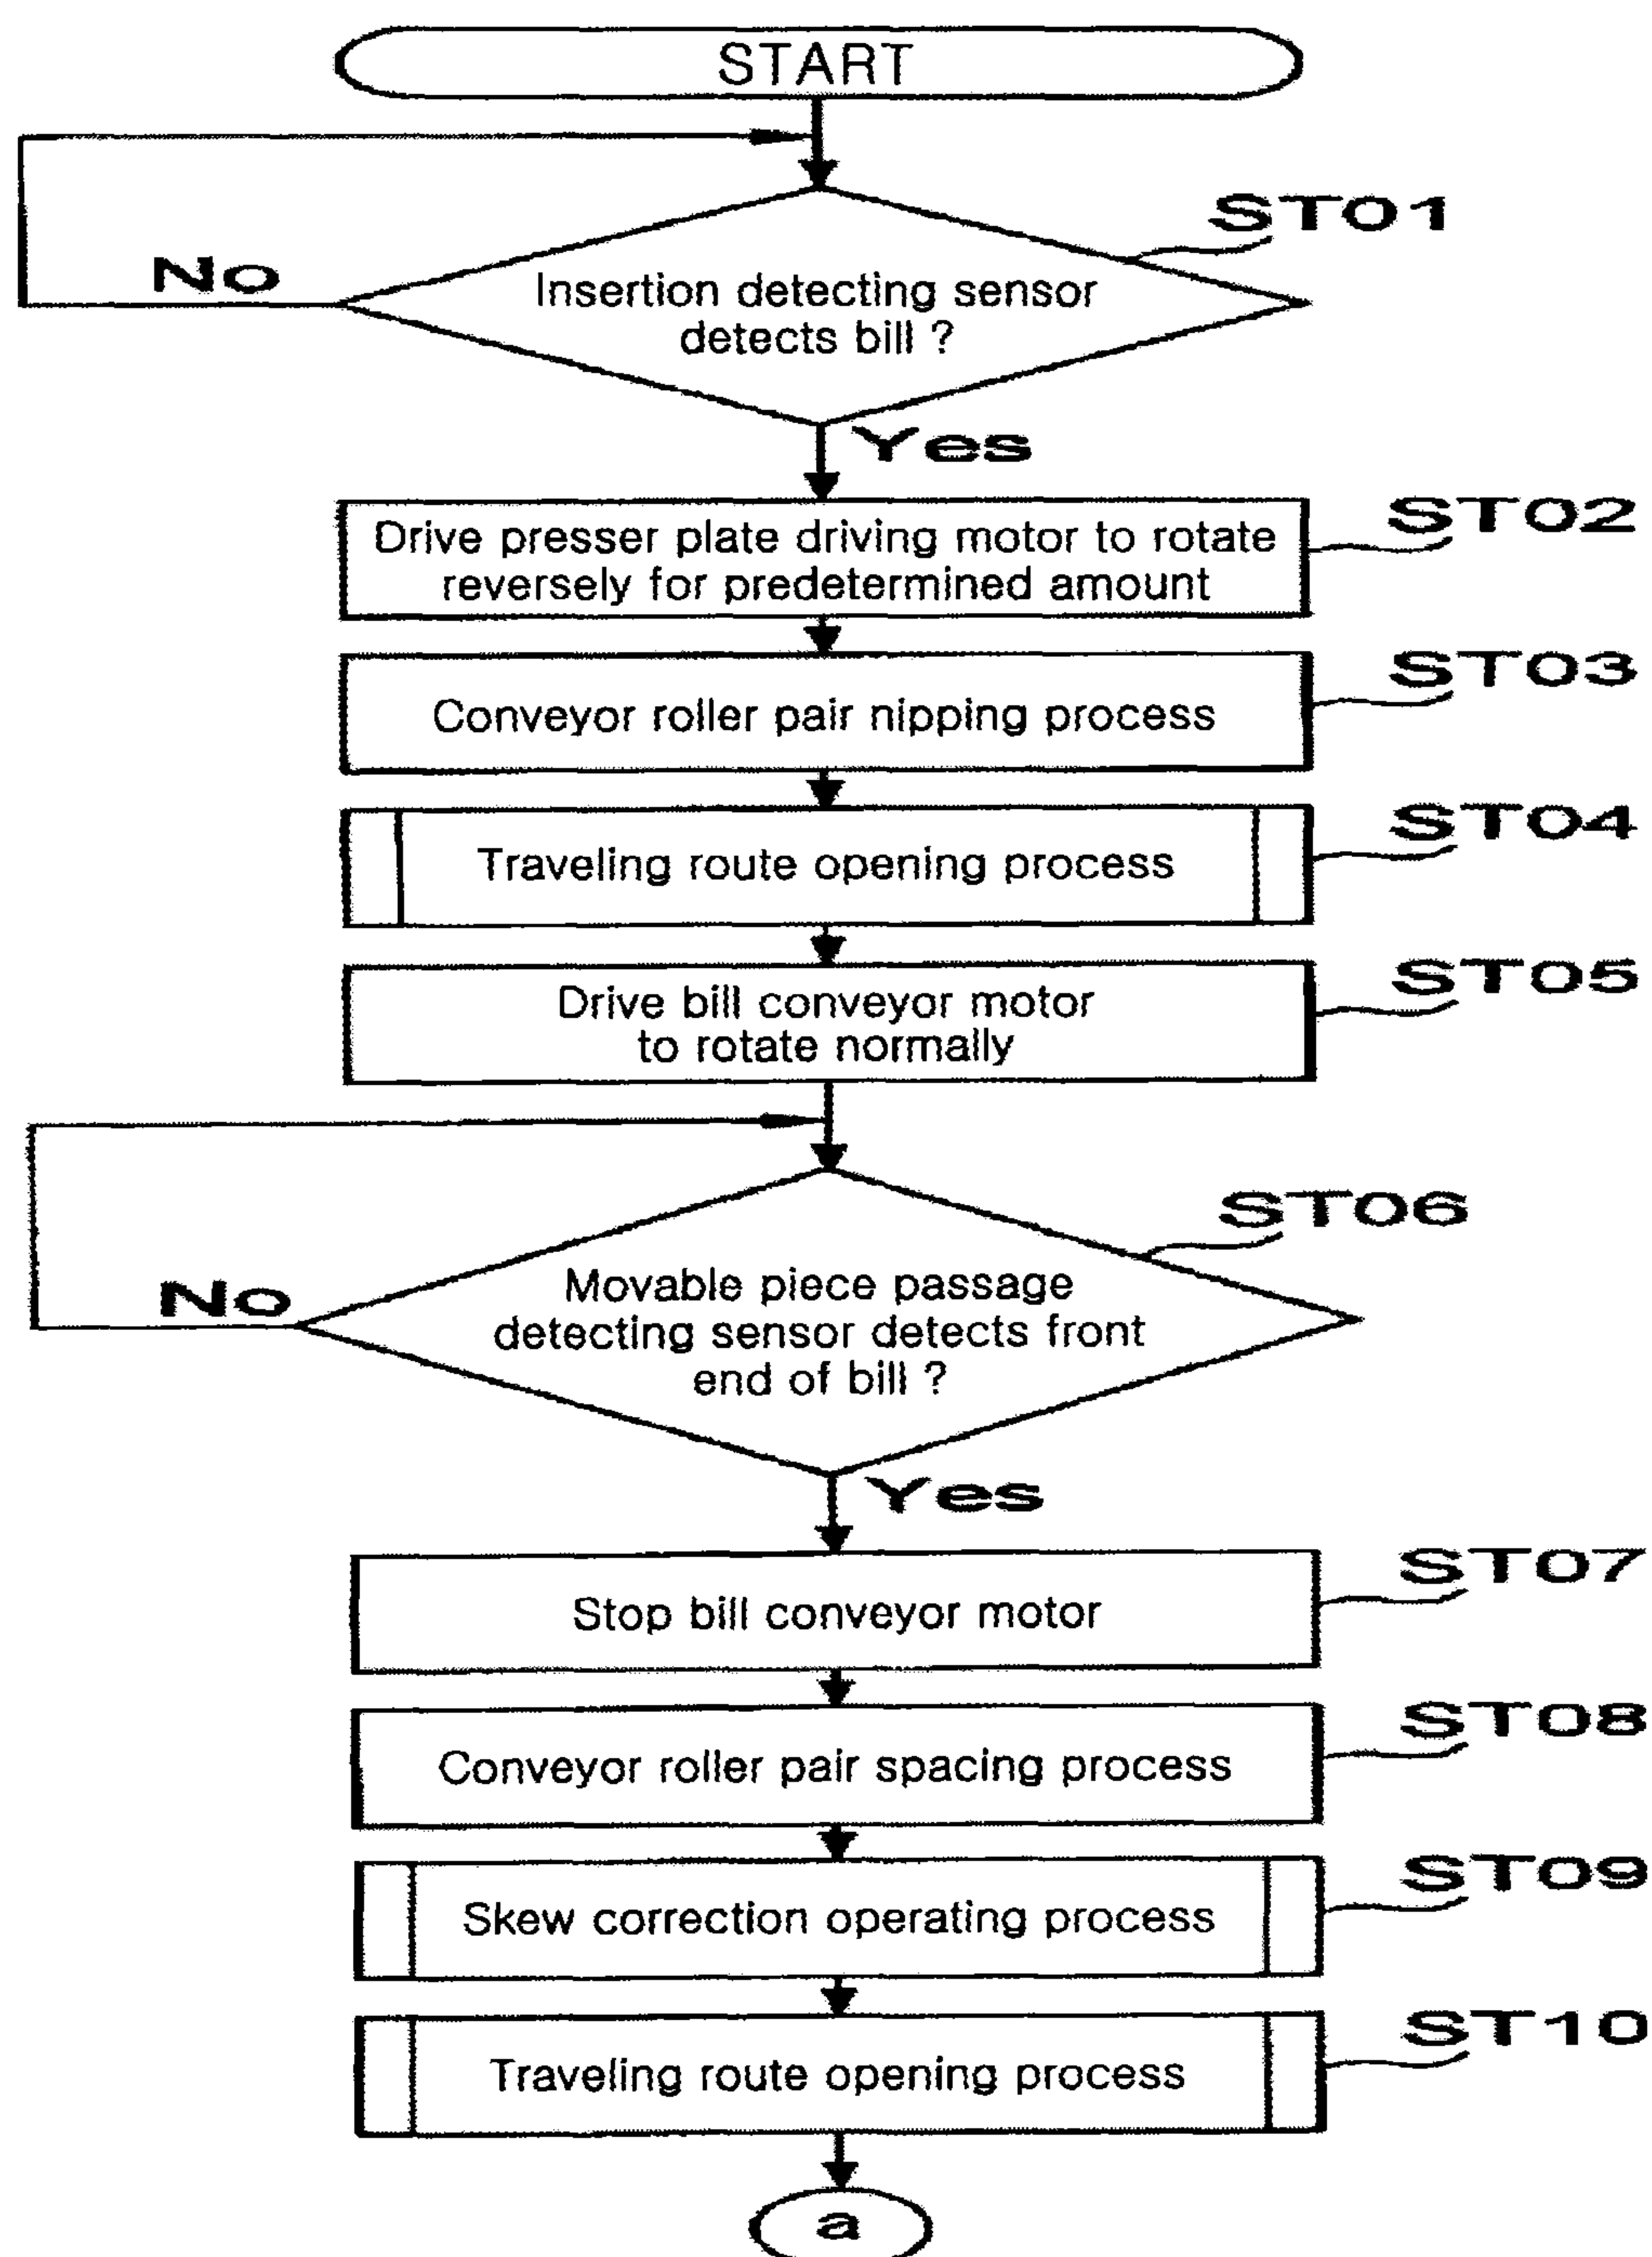 START
ST01
No
Insertion detecting sensor
detects bill ?
Yes
ST02
Drive presser plate driving motor to rotate
reversely for predetermined amount
ST03
Conveyor roller pair nipping process
ST04
Traveling route opening process
ST05
Drive bill conveyor motor
to rotate normally
ST06
No
Movable piece passage
detecting sensor detects front
end of bill ?
Yes
ST07
Stop bill conveyor motor
ST08
Conveyor roller pair spacing process
ST09
Skew correction operating process
ST10
Traveling route opening process
a